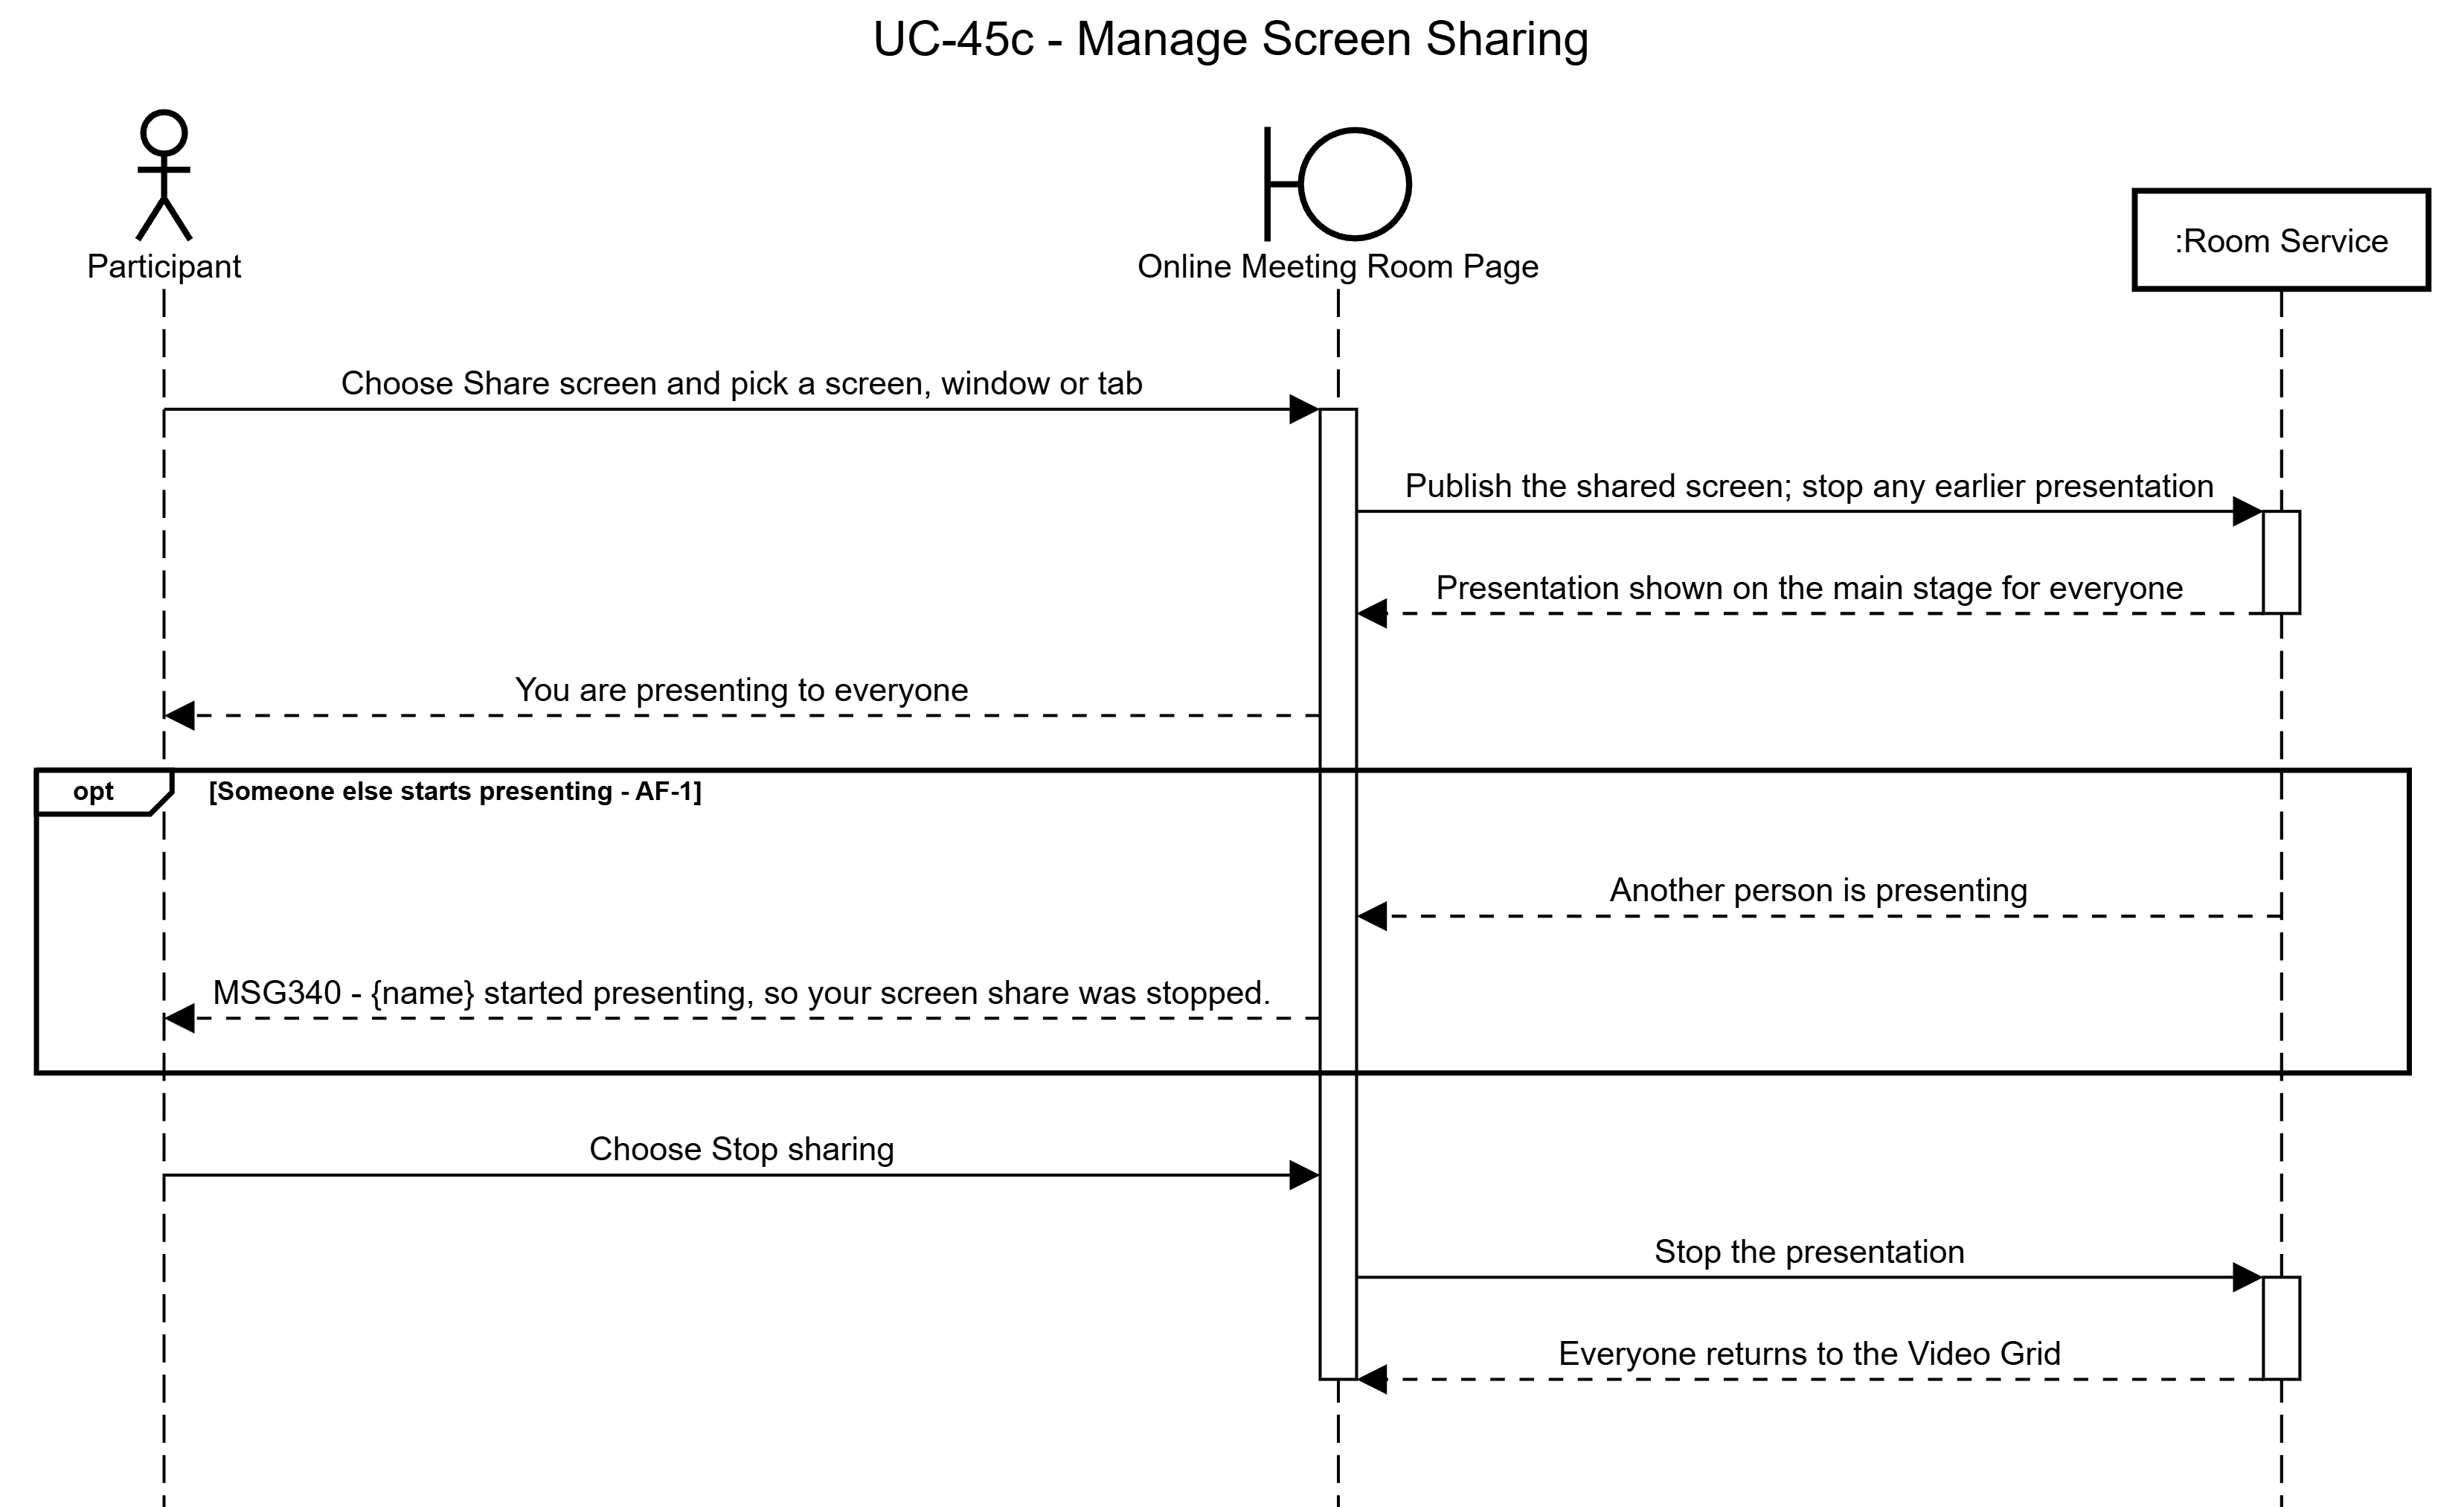 UC-45c - Manage Screen Sharing
Participant
Online Meeting Room Page
:Room Service
Choose Share screen and pick a screen, window or tab
Publish the shared screen; stop any earlier presentation
Presentation shown on the main stage for everyone
You are presenting to everyone
opt
[Someone else starts presenting - AF-1]
Another person is presenting
MSG340 - {name} started presenting, so your screen share was stopped.
Choose Stop sharing
Stop the presentation
Everyone returns to the Video Grid